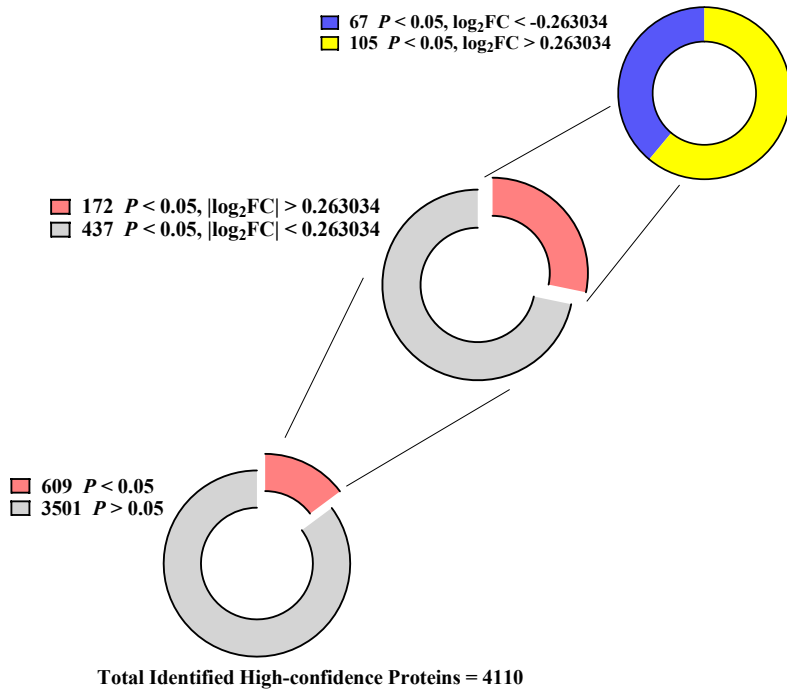 67 P < 0.05, log₂FC < -0.263034
105 P < 0.05, log₂FC > 0.263034
172 P < 0.05, |log₂FC| > 0.263034
437 P < 0.05, |log₂FC| < 0.263034
609 P < 0.05
3501 P > 0.05
Total Identified High-confidence Proteins = 4110